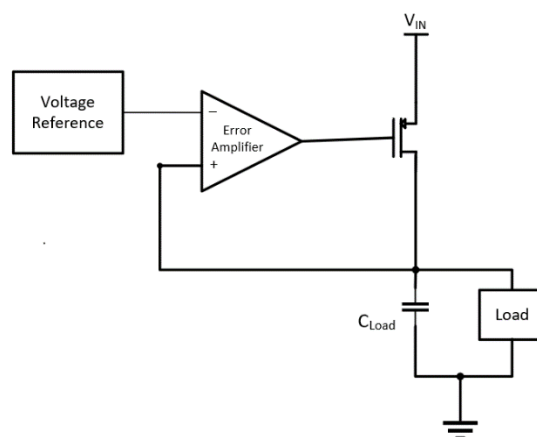 V_IN
Voltage
Reference
−
Error
Amplifier
+
C_Load
Load